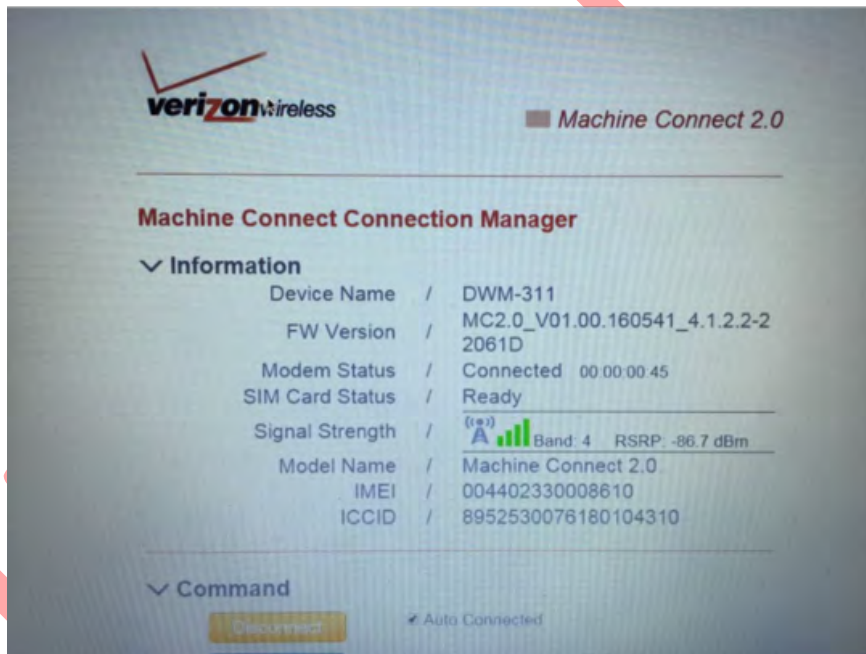 verizonwireless
Machine Connect 2.0
Machine Connect Connection Manager
Information
Device Name / DWM-311
FW Version / MC2.0_V01.00.160541_4.1.2.2-2
2061D
Modem Status / Connected 00:00:00:45
SIM Card Status / Ready
Signal Strength / Band: 4 RSRP: -86.7 dBm
Model Name / Machine Connect 2.0
IMEI / 004402330008610
ICCID / 8952530076180104310
Command
Disconnect Auto Connected